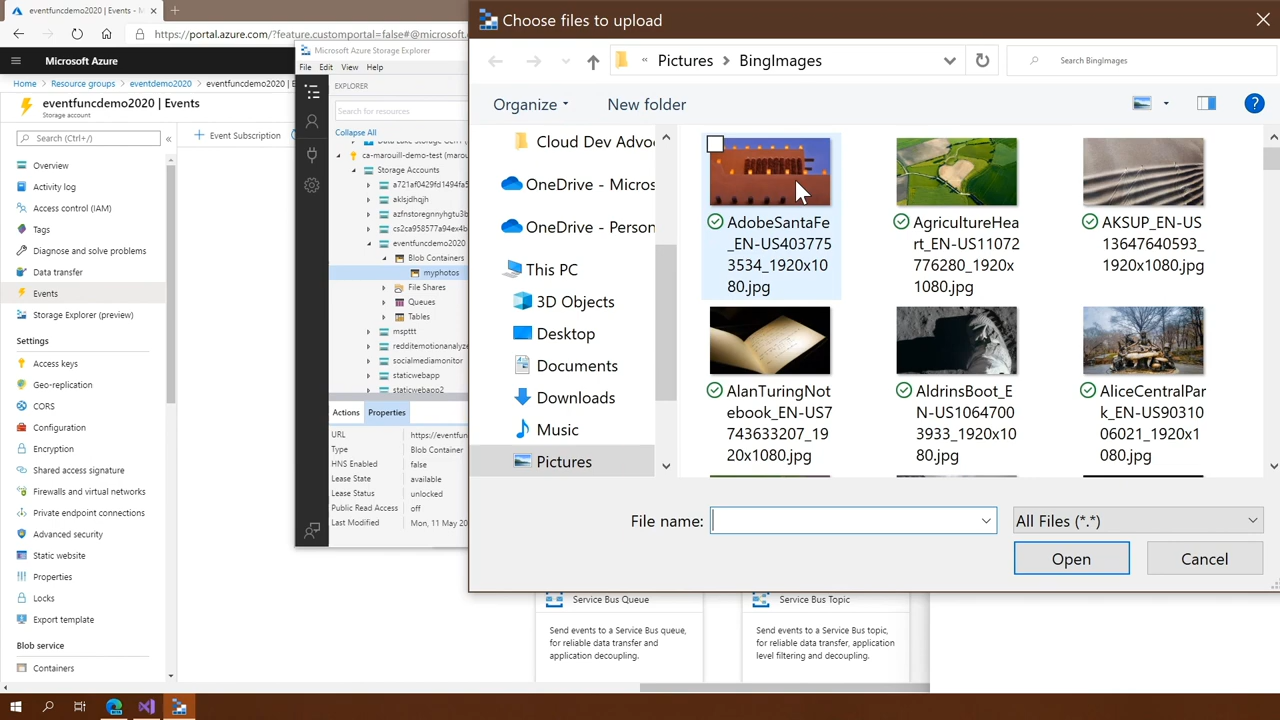 eventfuncdemo2020 | Events - M
https://portal.azure.com/?feature.customportal=false#@microsoft.
Microsoft Azure
Home > Resource groups > eventdemo2020 > eventfuncdemo2020 | E
eventfuncdemo2020 | Events
Storage account
Search (Ctrl+/)
Event Subscription
Overview
Activity log
Access control (IAM)
Tags
Diagnose and solve problems
Data transfer
Events
Storage Explorer (preview)
Settings
Access keys
Geo-replication
CORS
Configuration
Encryption
Shared access signature
Firewalls and virtual networks
Private endpoint connections
Advanced security
Static website
Properties
Locks
Export template
Blob service
Containers
Microsoft Azure Storage Explorer
File Edit View Help
EXPLORER
Search for resources
Collapse All
ca-marouill-demo-test (marou
Storage Accounts
a721af0429fd1494fa5
aklsjdhqjh
azfnstoregnnyhgtu3b
cs2ca958577a94ex4b
eventfuncdemo2020
Blob Containers
myphotos
File Shares
Queues
Tables
mspttt
redditemotionanalyze
socialmediamonitor
staticwebapp
staticwebapp2
Actions Properties
URL https://eventfun
Type Blob Container
HNS Enabled false
Lease State available
Lease Status unlocked
Public Read Access off
Last Modified Mon, 11 May 20
Choose files to upload
« Pictures > BingImages
Search BingImages
Organize
New folder
Cloud Dev Advo
OneDrive - Micros
OneDrive - Person
This PC
3D Objects
Desktop
Documents
Downloads
Music
Pictures
AdobeSantaFe
_EN-US403775
3534_1920x10
80.jpg
AgricultureHea
rt_EN-US11072
776280_1920x
1080.jpg
AKSUP_EN-US
13647640593_
1920x1080.jpg
AlanTuringNot
ebook_EN-US7
743633207_19
20x1080.jpg
AldrinsBoot_E
N-US1064700
3933_1920x10
80.jpg
AliceCentralPar
k_EN-US90310
06021_1920x1
080.jpg
File name:
All Files (*.*)
Open
Cancel
Service Bus Queue
Send events to a Service Bus queue,
for reliable data transfer and
application decoupling.
Service Bus Topic
Send events to a Service Bus topic,
for reliable data transfer, application
level filtering and decoupling.